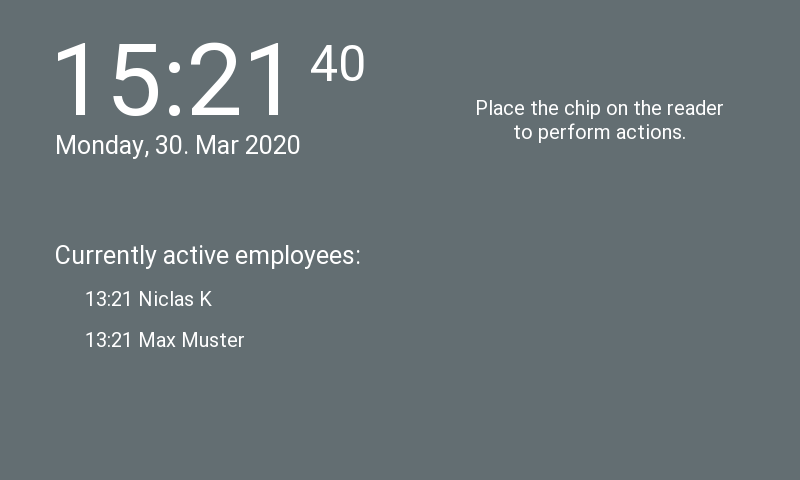 15:21 40
Monday, 30. Mar 2020
Place the chip on the reader
to perform actions.
Currently active employees:
13:21 Niclas K
13:21 Max Muster